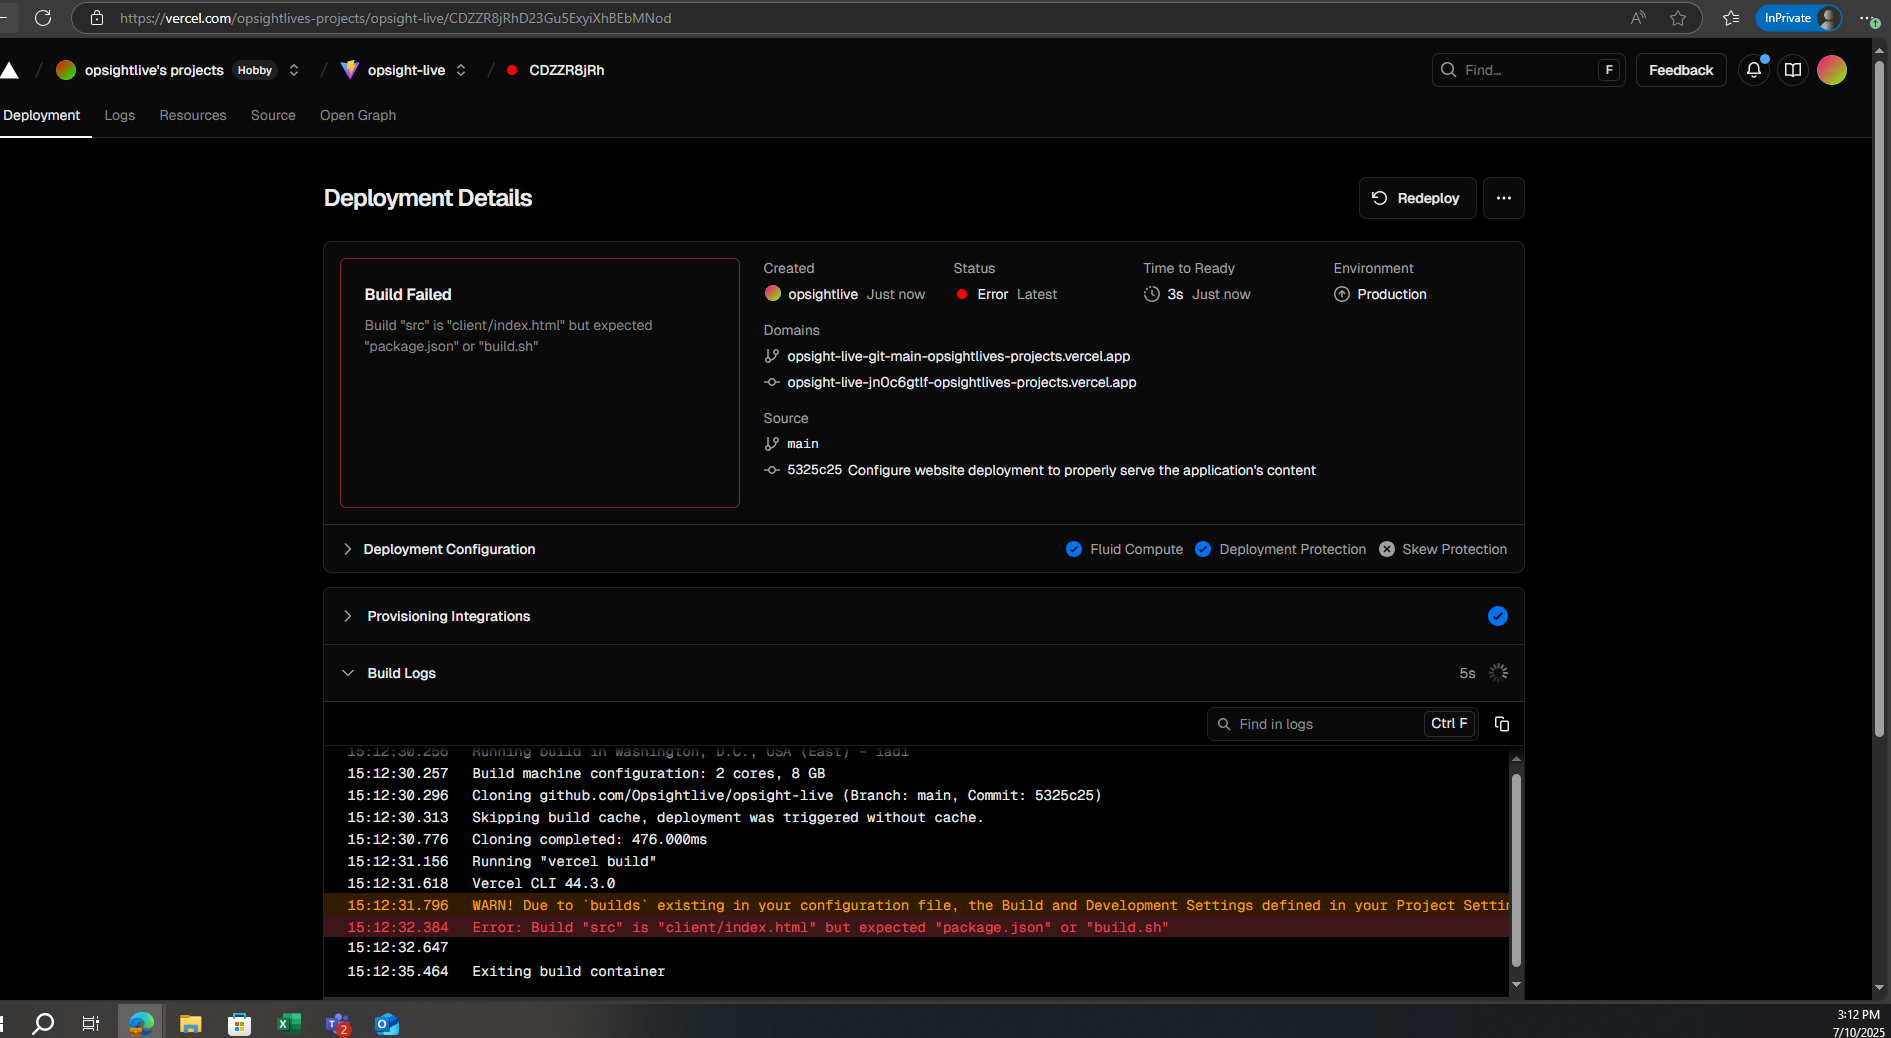 https://vercel.com/opsightlives-projects/opsight-live/CDZZR8jRhD23Gu5ExyiXhBEbMNod
InPrivate
opsightlive's projects Hobby
opsight-live
CDZZR8jRh
Find... F
Feedback
Deployment Logs Resources Source Open Graph
Deployment Details
Redeploy
Build Failed
Build "src" is "client/index.html" but expected
"package.json" or "build.sh"
Created Status Time to Ready Environment
opsightlive Just now Error Latest 3s Just now Production
Domains
opsight-live-git-main-opsightlives-projects.vercel.app
opsight-live-jn0c6gtlf-opsightlives-projects.vercel.app
Source
main
5325c25 Configure website deployment to properly serve the application's content
Deployment Configuration Fluid Compute Deployment Protection Skew Protection
Provisioning Integrations
Build Logs 5s
Find in logs Ctrl F
15:12:30.256 Running build in Washington, D.C., USA (East) – iad1
15:12:30.257 Build machine configuration: 2 cores, 8 GB
15:12:30.296 Cloning github.com/Opsightlive/opsight-live (Branch: main, Commit: 5325c25)
15:12:30.313 Skipping build cache, deployment was triggered without cache.
15:12:30.776 Cloning completed: 476.000ms
15:12:31.156 Running "vercel build"
15:12:31.618 Vercel CLI 44.3.0
15:12:31.796 WARN! Due to `builds` existing in your configuration file, the Build and Development Settings defined in your Project Settin
15:12:32.384 Error: Build "src" is "client/index.html" but expected "package.json" or "build.sh"
15:12:32.647
15:12:35.464 Exiting build container
2
3:12 PM
7/10/2025